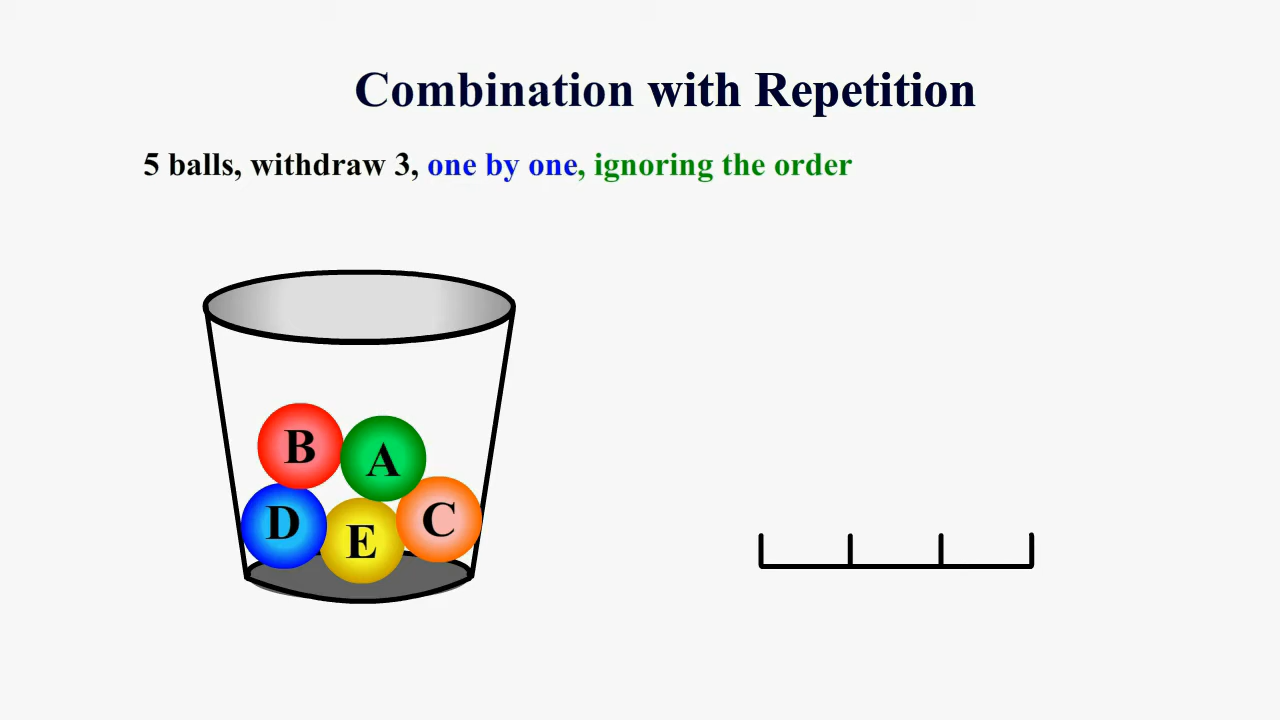 Combination with Repetition
5 balls, withdraw 3, one by one, ignoring the order
B A
D E C